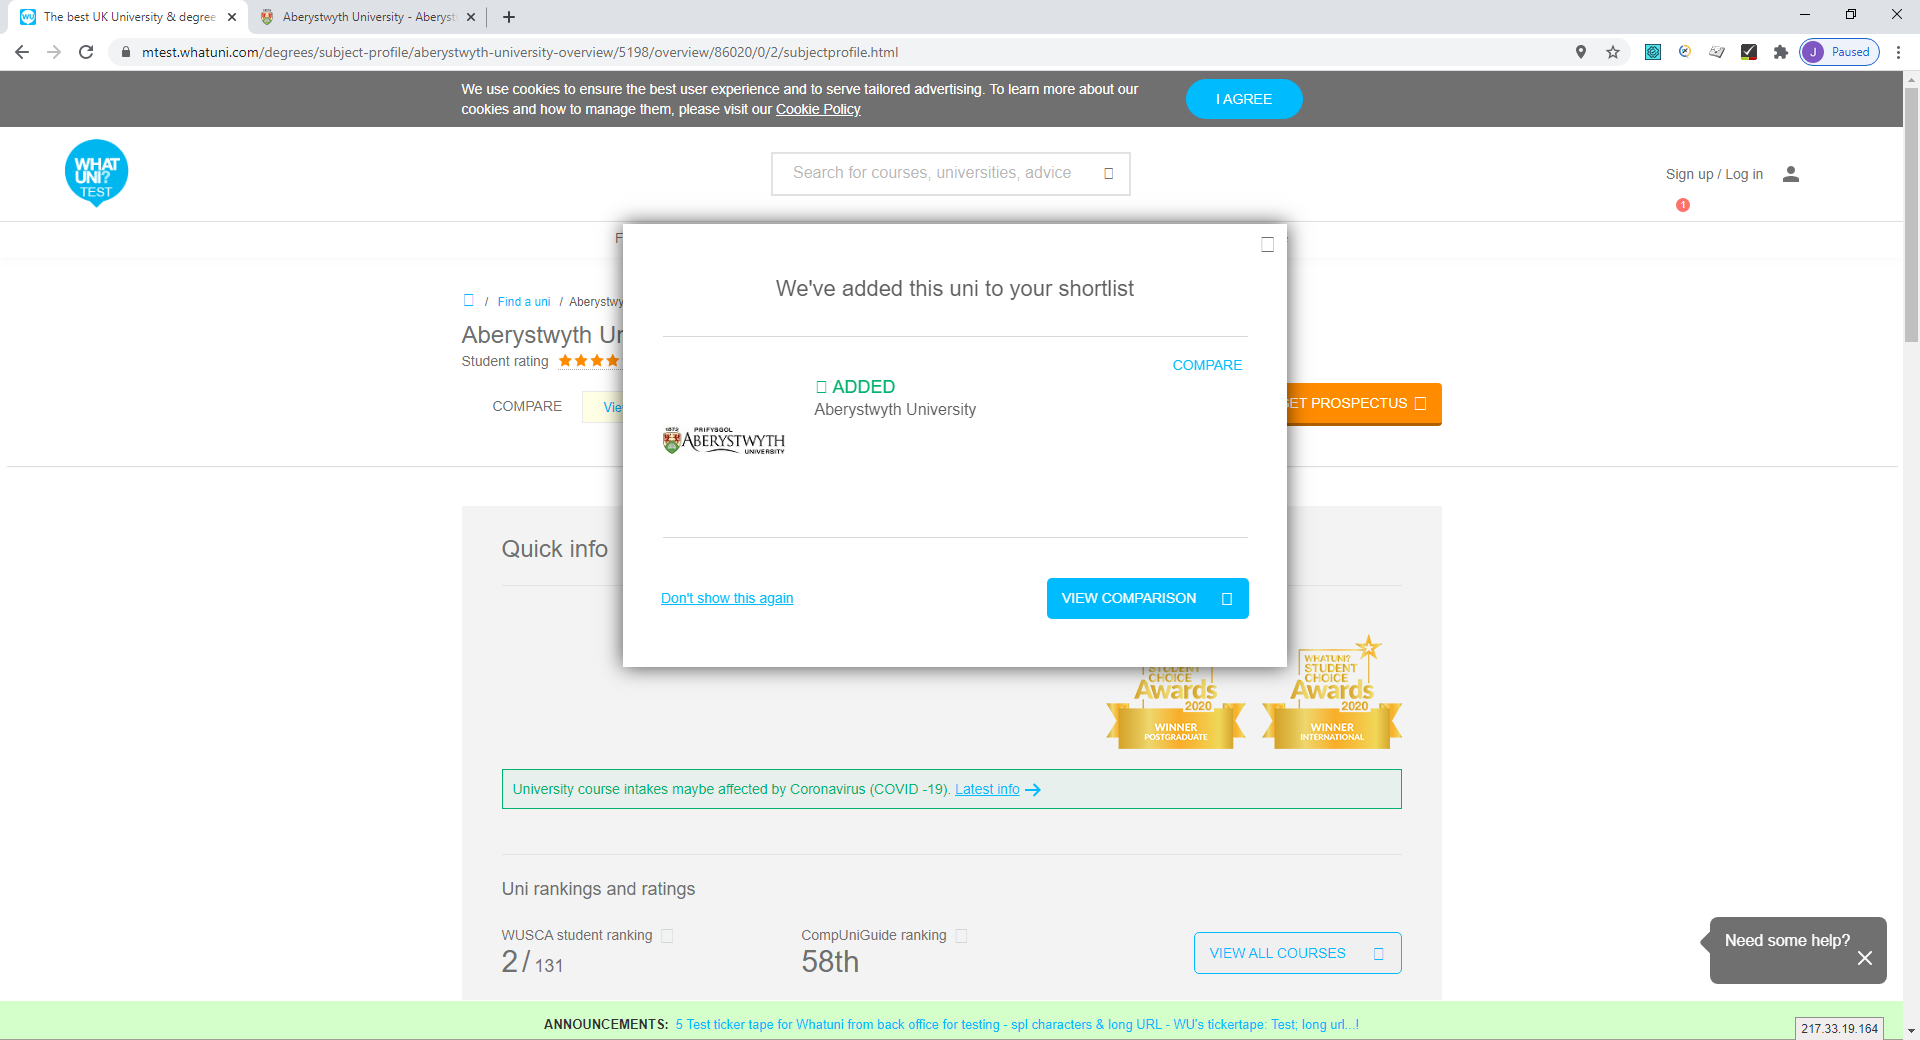 The best UK University & degree
Aberystwyth University - Aberyst
mtest.whatuni.com/degrees/subject-profile/aberystwyth-university-overview/5198/overview/86020/0/2/subjectprofile.html
J Paused
We use cookies to ensure the best user experience and to serve tailored advertising. To learn more about our
cookies and how to manage them, please visit our Cookie Policy
I AGREE
WHAT
UNI?
TEST
Search for courses, universities, advice
Sign up / Log in
1
F
/ Find a uni / Aberystwy
Aberystwyth Un
Student rating
COMPARE
Vie
We've added this uni to your shortlist
COMPARE
ADDED
Aberystwyth University
1872 PRIFYSGOL
ABERYSTWYTH
UNIVERSITY
Don't show this again
VIEW COMPARISON
GET PROSPECTUS
Quick info
STUDENT
CHOICE
Awards
2020
WINNER
POSTGRADUATE
WHATUNI?
STUDENT
CHOICE
Awards
2020
WINNER
INTERNATIONAL
University course intakes maybe affected by Coronavirus (COVID -19). Latest info
Uni rankings and ratings
WUSCA student ranking
2 / 131
CompUniGuide ranking
58th
VIEW ALL COURSES
Need some help?
ANNOUNCEMENTS: 5 Test ticker tape for Whatuni from back office for testing - spl characters & long URL - WU's tickertape: Test; long url...!
217.33.19.164